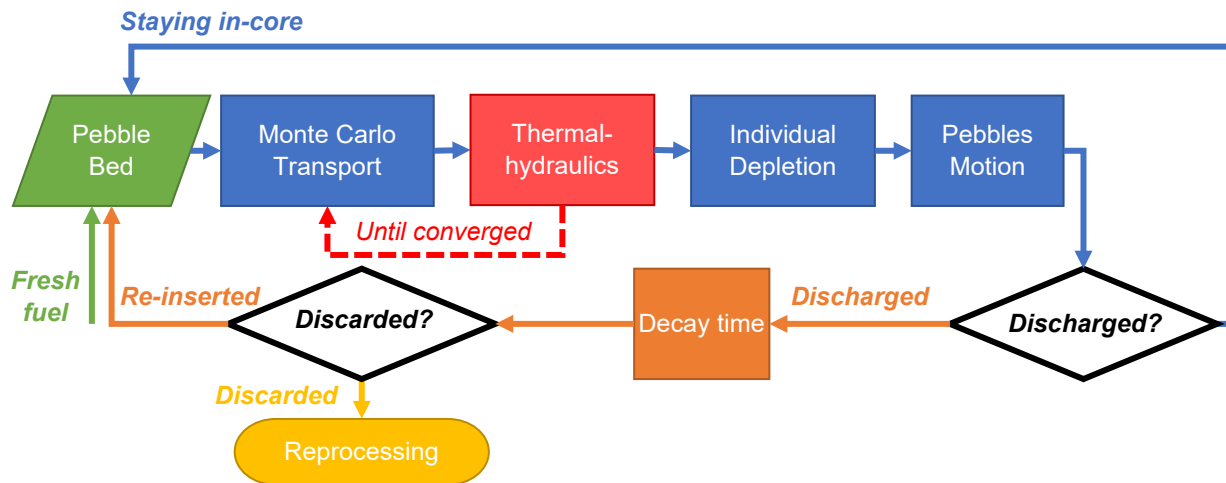 Staying in-core
Pebble
Bed
Monte Carlo
Transport
Thermal-
hydraulics
Individual
Depletion
Pebbles
Motion
Until converged
Fresh
fuel
Re-inserted
Discarded?
Decay time
Discharged
Discharged?
Discarded
Reprocessing